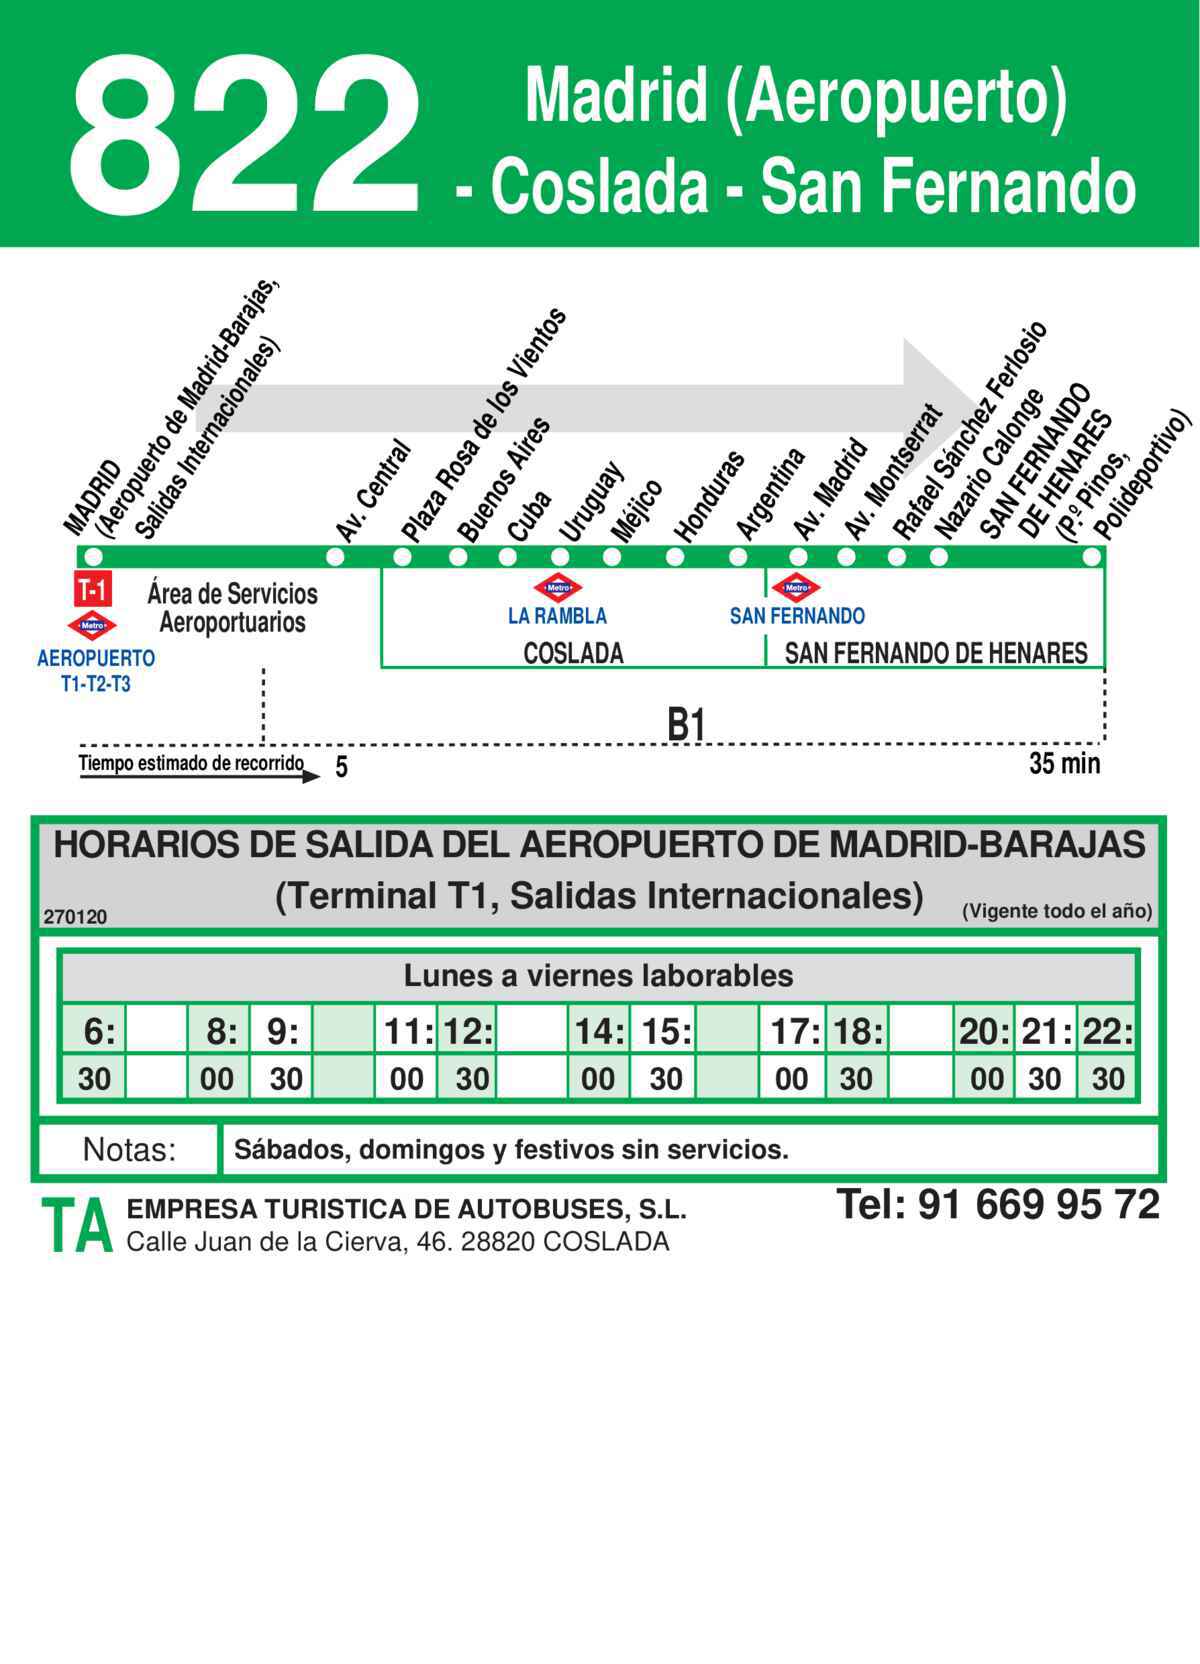 822
Madrid (Aeropuerto)
- Coslada - San Fernando
MADRID
(Aeropuerto de Madrid-Barajas,
Salidas Internacionales)
Av. Central
Plaza Rosa de los Vientos
Buenos Aires
Cuba
Uruguay
Méjico
Honduras
Argentina
Av. Madrid
Av. Montserrat
Rafael Sánchez Ferlosio
Nazario Calonge
SAN FERNANDO
DE HENARES
(P.º Pinos,
Polideportivo)
T-1
Metro
AEROPUERTO
T1-T2-T3
Área de Servicios
Aeroportuarios
Metro
LA RAMBLA
COSLADA
Metro
SAN FERNANDO
SAN FERNANDO DE HENARES
B1
Tiempo estimado de recorrido 5 35 min
HORARIOS DE SALIDA DEL AEROPUERTO DE MADRID-BARAJAS
(Terminal T1, Salidas Internacionales)
270120 (Vigente todo el año)
Lunes a viernes laborables
6: 8: 9: 11: 12: 14: 15: 17: 18: 20: 21: 22:
30 00 30 00 30 00 30 00 30 00 30 30
Notas: Sábados, domingos y festivos sin servicios.
TA EMPRESA TURISTICA DE AUTOBUSES, S.L. Tel: 91 669 95 72
Calle Juan de la Cierva, 46. 28820 COSLADA